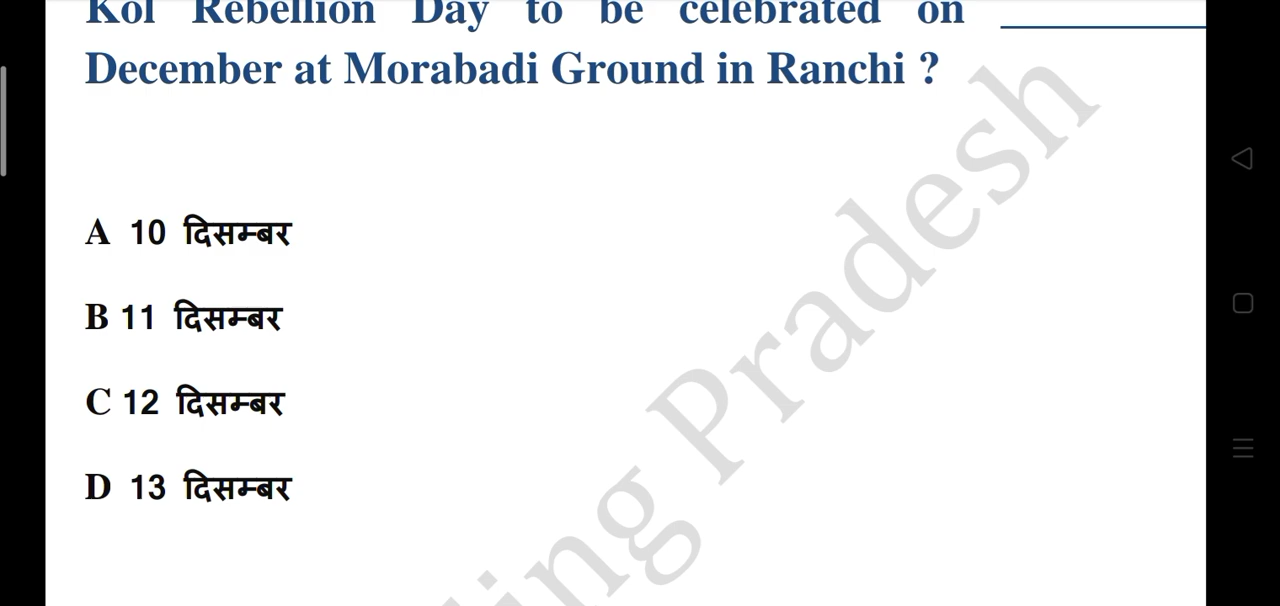 Kol Rebellion Day to be celebrated on ________
December at Morabadi Ground in Ranchi ?
A 10 दिसम्बर
B 11 दिसम्बर
C 12 दिसम्बर
D 13 दिसम्बर
ling Pradesh